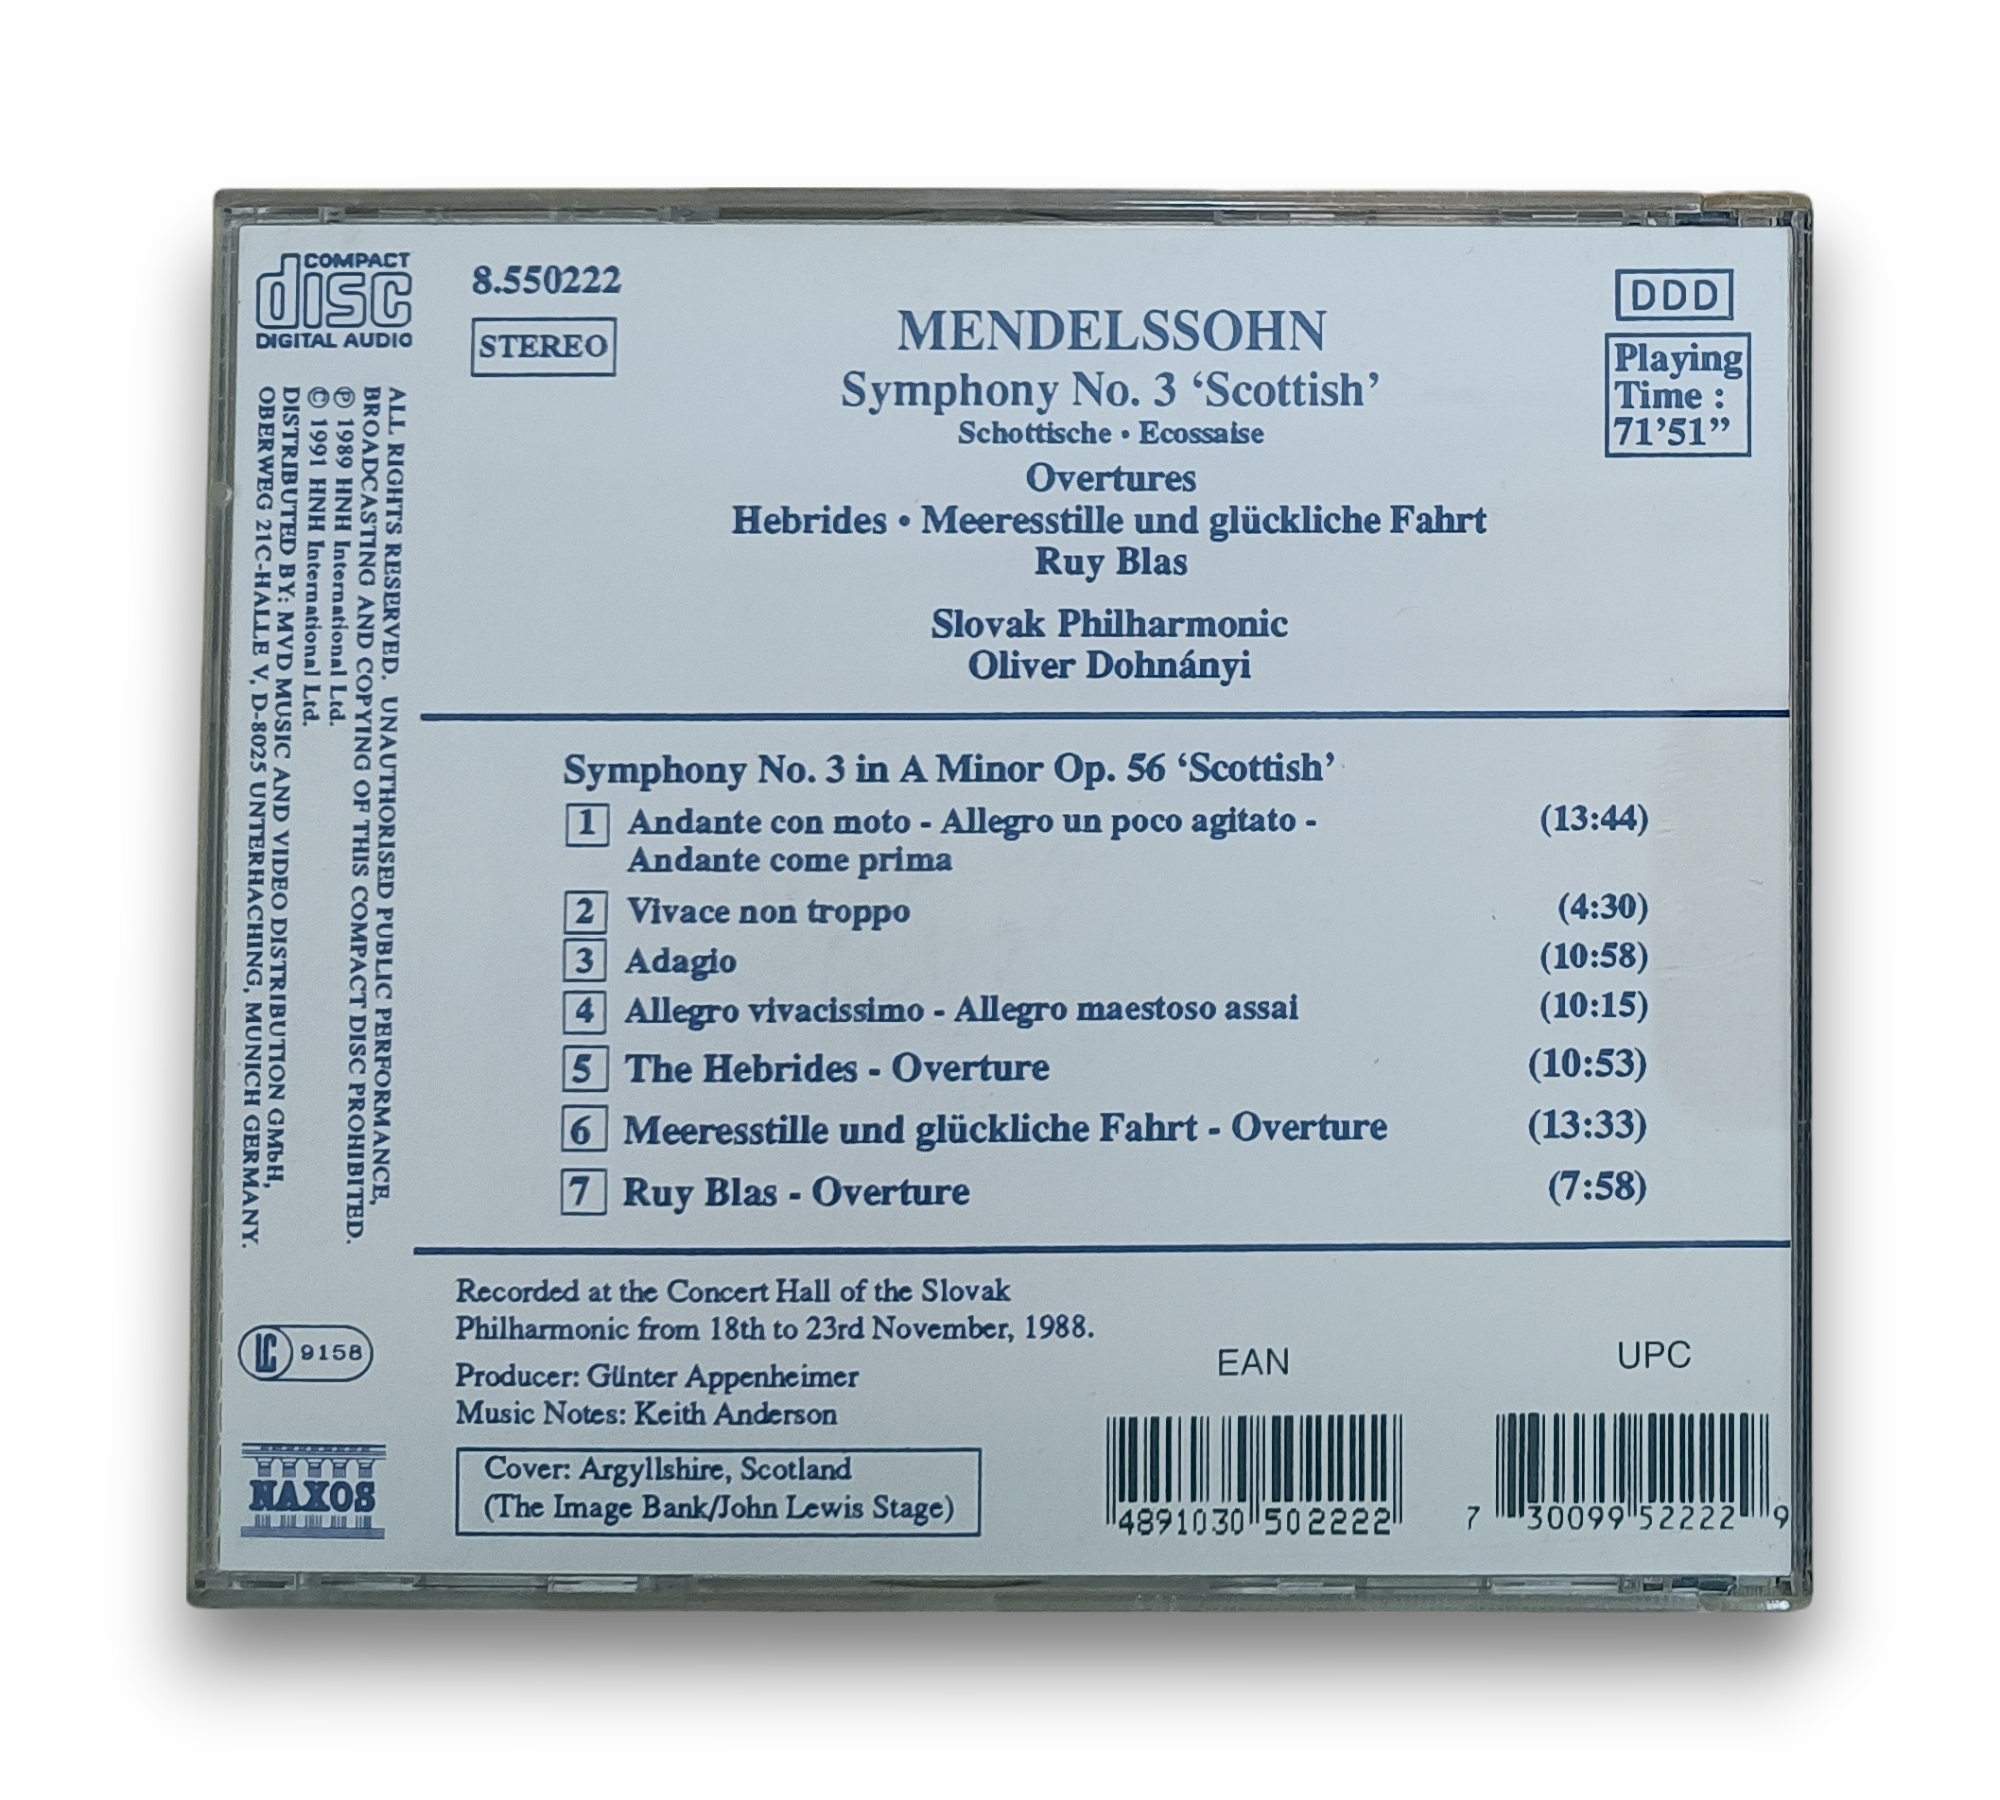 COMPACT
disc
DIGITAL AUDIO
8.550222
STEREO
MENDELSSOHN
Symphony No. 3 ‘Scottish’
Schottische • Ecossaise
Overtures
Hebrides • Meeresstille und glückliche Fahrt
Ruy Blas
Slovak Philharmonic
Oliver Dohnányi
DDD
Playing
Time :
71’51”
ALL RIGHTS RESERVED. UNAUTHORISED PUBLIC PERFORMANCE,
BROADCASTING AND COPYING OF THIS COMPACT DISC PROHIBITED.
℗ 1989 HNH International Ltd.
© 1991 HNH International Ltd.
DISTRIBUTED BY: MVD MUSIC AND VIDEO DISTRIBUTION GMbH,
OBERWEG 21C-HALLE V, D-8025 UNTERHACHING, MUNICH GERMANY.
Symphony No. 3 in A Minor Op. 56 ‘Scottish’
1 Andante con moto - Allegro un poco agitato - (13:44)
Andante come prima
2 Vivace non troppo (4:30)
3 Adagio (10:58)
4 Allegro vivacissimo - Allegro maestoso assai (10:15)
5 The Hebrides - Overture (10:53)
6 Meeresstille und glückliche Fahrt - Overture (13:33)
7 Ruy Blas - Overture (7:58)
Recorded at the Concert Hall of the Slovak
Philharmonic from 18th to 23rd November, 1988.
Producer: Günter Appenheimer
Music Notes: Keith Anderson
Cover: Argyllshire, Scotland
(The Image Bank/John Lewis Stage)
LC 9158
NAXOS
EAN
4891030 502222
UPC
7 30099 52222 9